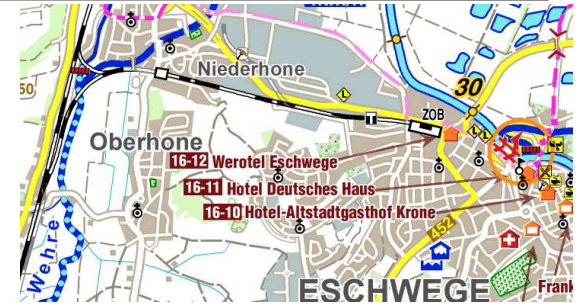 Niederhone
30
ZOB
T
L
L
L
50
Oberhone
16-12 Werotel Eschwege
16-11 Hotel Deutsches Haus
16-10 Hotel-Altstadtgasthof Krone
452
Wehre
ESCHWEGE
Frank